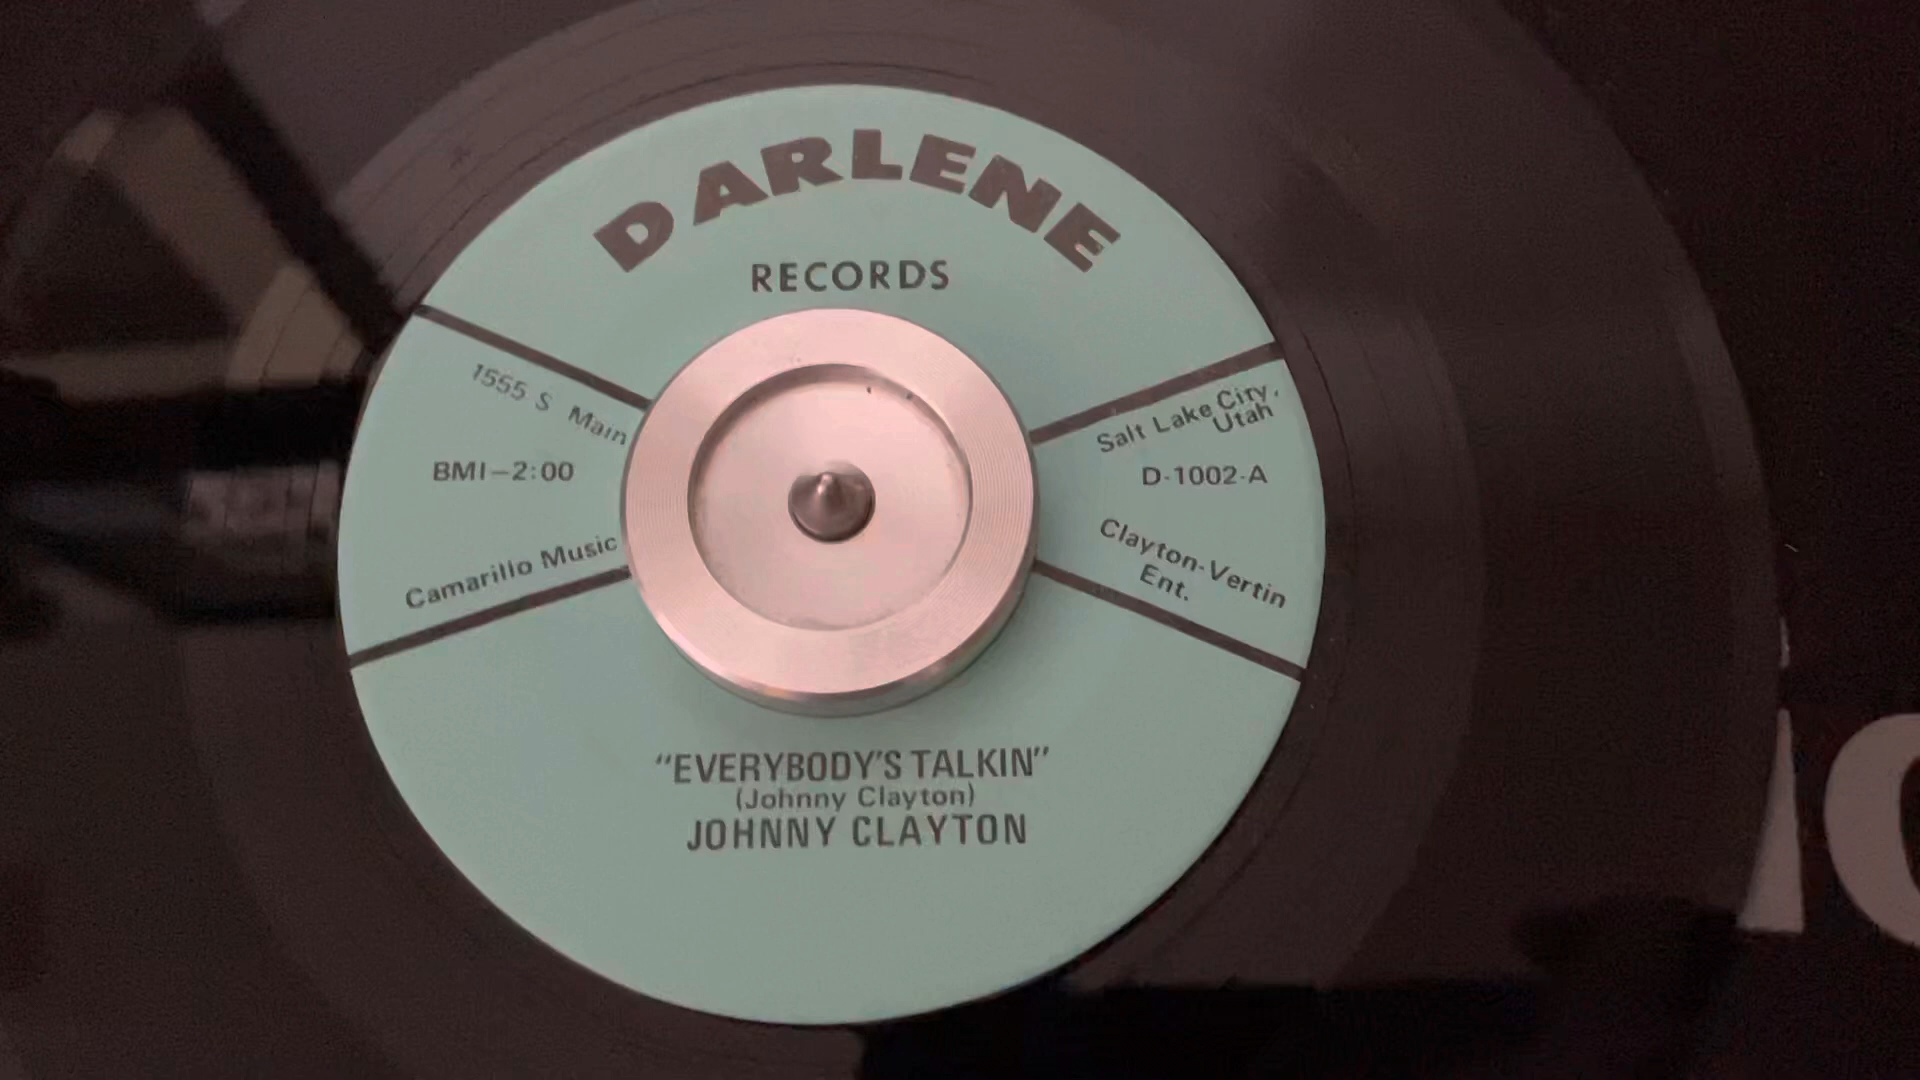 DARLENE
RECORDS
1555 S Main
BMI—2:00
Camarillo Music
Salt Lake City,
Utah
D-1002-A
Clayton-Vertin
Ent.
"EVERYBODY'S TALKIN"
(Johnny Clayton)
JOHNNY CLAYTON